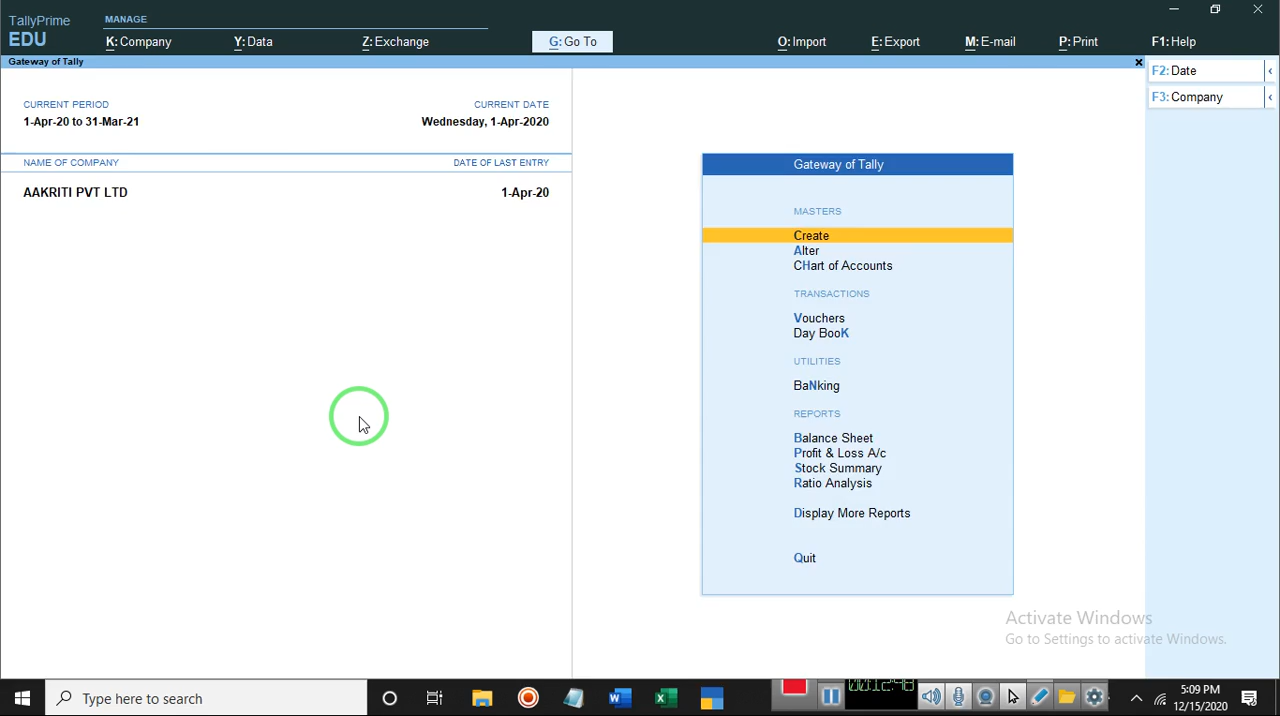 TallyPrime
EDU
MANAGE
K: Company
Y: Data
Z: Exchange
G: Go To
O: Import
E: Export
M: E-mail
P: Print
F1: Help
Gateway of Tally
F2: Date
F3: Company
CURRENT PERIOD
CURRENT DATE
1-Apr-20 to 31-Mar-21
Wednesday, 1-Apr-2020
NAME OF COMPANY
DATE OF LAST ENTRY
AAKRITI PVT LTD
1-Apr-20
Gateway of Tally
MASTERS
Create
Alter
CHart of Accounts
TRANSACTIONS
Vouchers
Day BooK
UTILITIES
BaNking
REPORTS
Balance Sheet
Profit & Loss A/c
Stock Summary
Ratio Analysis
Display More Reports
Quit
Activate Windows
Go to Settings to activate Windows.
Type here to search
5:09 PM
12/15/2020